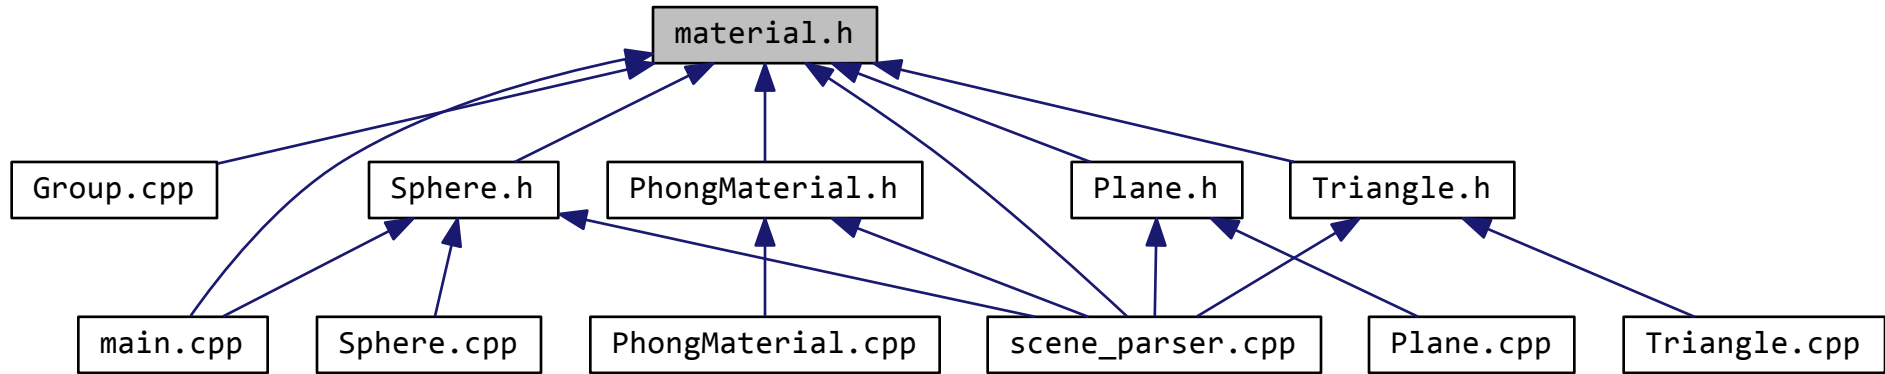 material.h
Group.cpp
Sphere.h
PhongMaterial.h
Plane.h
Triangle.h
main.cpp
Sphere.cpp
PhongMaterial.cpp
scene_parser.cpp
Plane.cpp
Triangle.cpp